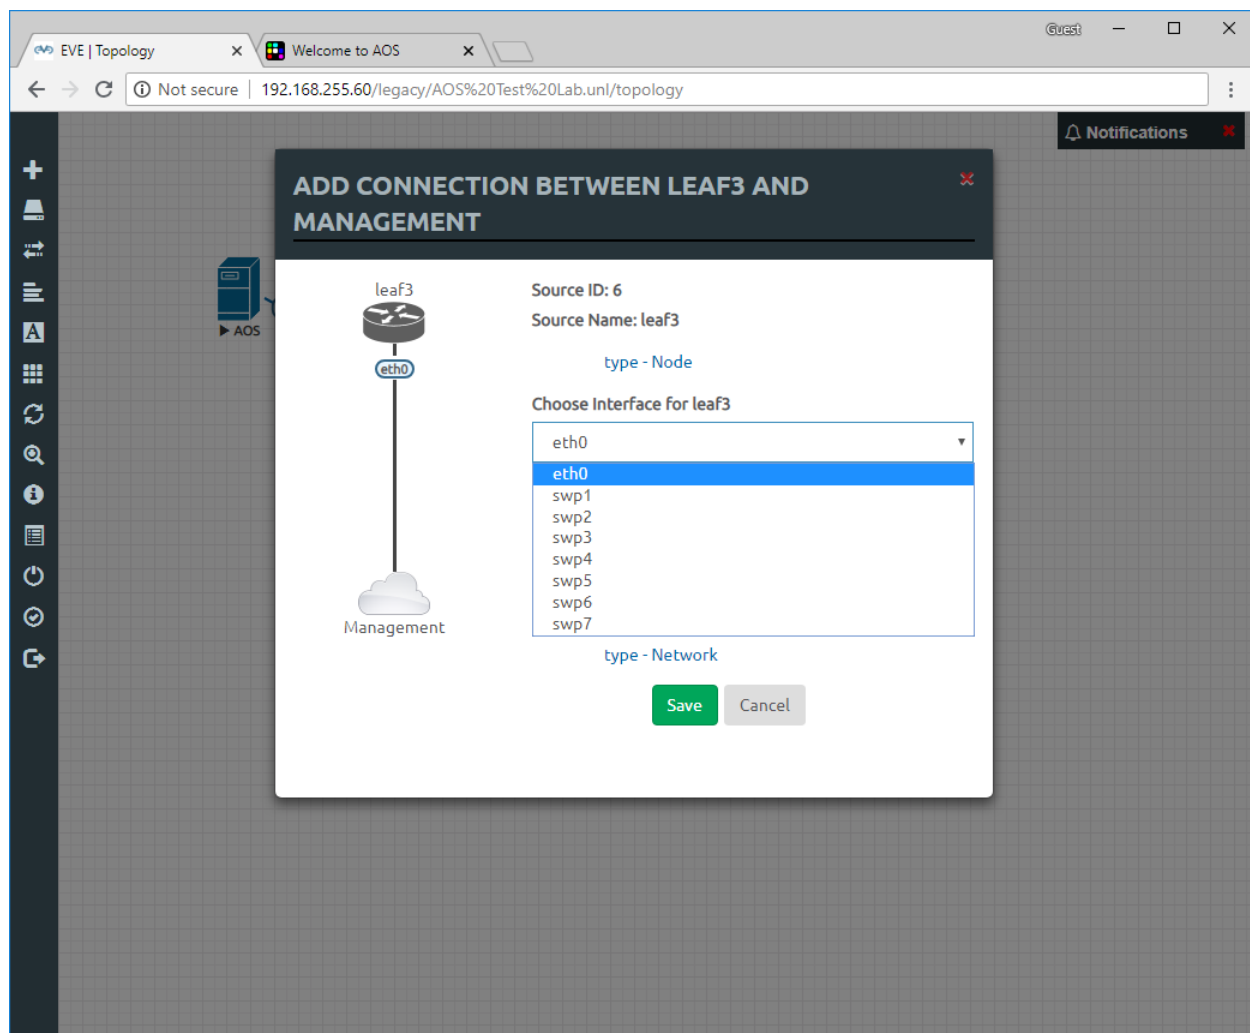 Guest
EVE | Topology
Welcome to AOS
Not secure | 192.168.255.60/legacy/AOS%20Test%20Lab.unl/topology
Notifications
ADD CONNECTION BETWEEN LEAF3 AND
MANAGEMENT
leaf3
eth0
Management
AOS
Source ID: 6
Source Name: leaf3
type - Node
Choose Interface for leaf3
eth0
eth0
swp1
swp2
swp3
swp4
swp5
swp6
swp7
type - Network
Save
Cancel
A